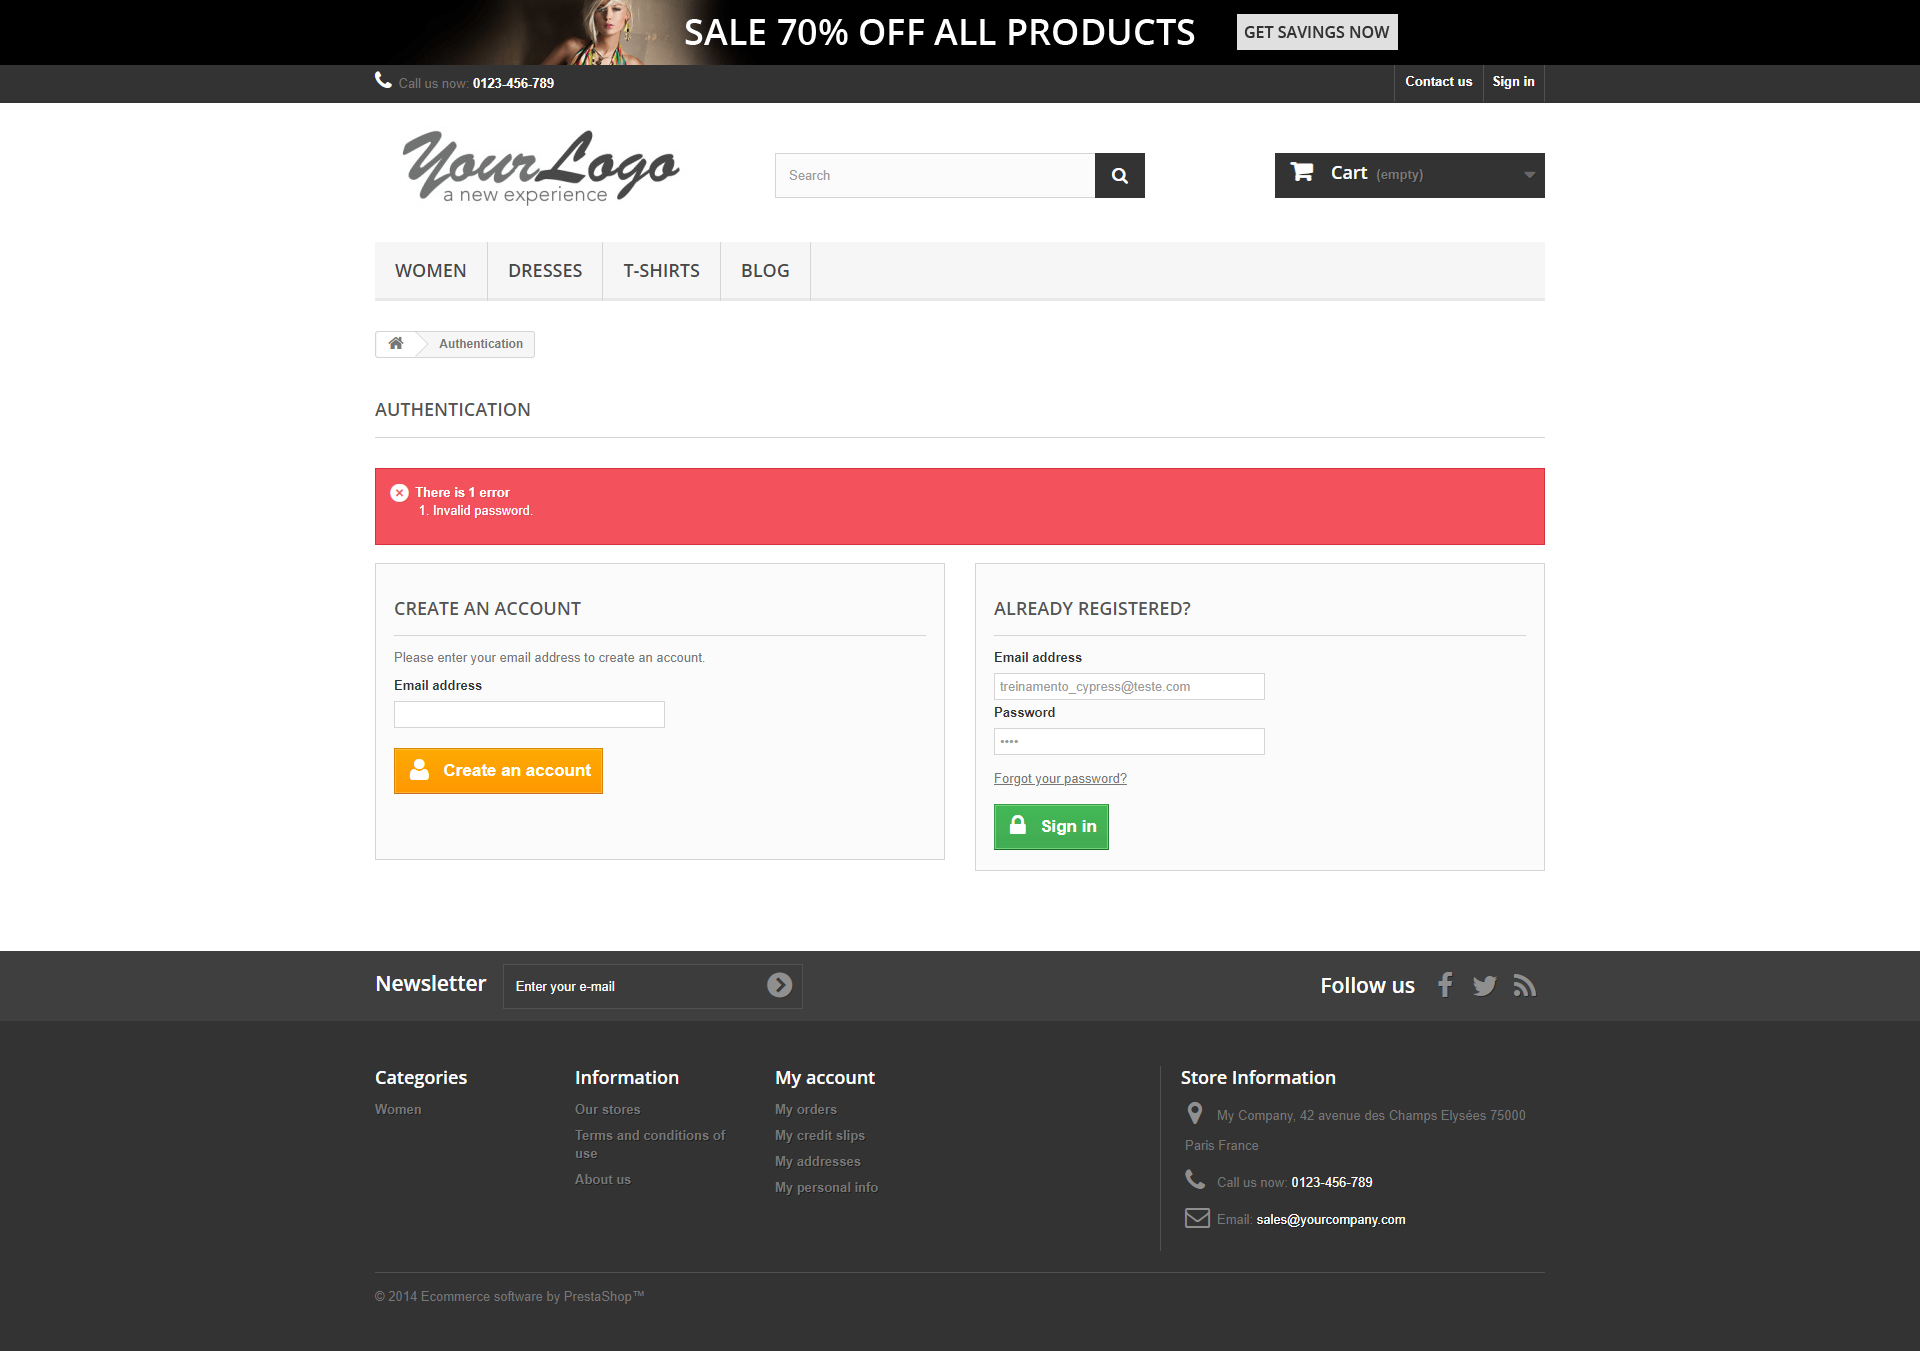 SALE 70% OFF ALL PRODUCTS GET SAVINGS NOW
Call us now: 0123-456-789 Contact us Sign in
YourLogo
a new experience
Search
Cart (empty)
WOMEN DRESSES T-SHIRTS BLOG
Authentication
AUTHENTICATION
There is 1 error
1. Invalid password.
CREATE AN ACCOUNT
Please enter your email address to create an account.
Email address
Create an account
ALREADY REGISTERED?
Email address
treinamento_cypress@teste.com
Password
••••
Forgot your password?
Sign in
Newsletter Enter your e-mail
Follow us
Categories
Women
Information
Our stores
Terms and conditions of
use
About us
My account
My orders
My credit slips
My addresses
My personal info
Store Information
My Company, 42 avenue des Champs Elysées 75000
Paris France
Call us now: 0123-456-789
Email: sales@yourcompany.com
© 2014 Ecommerce software by PrestaShop™